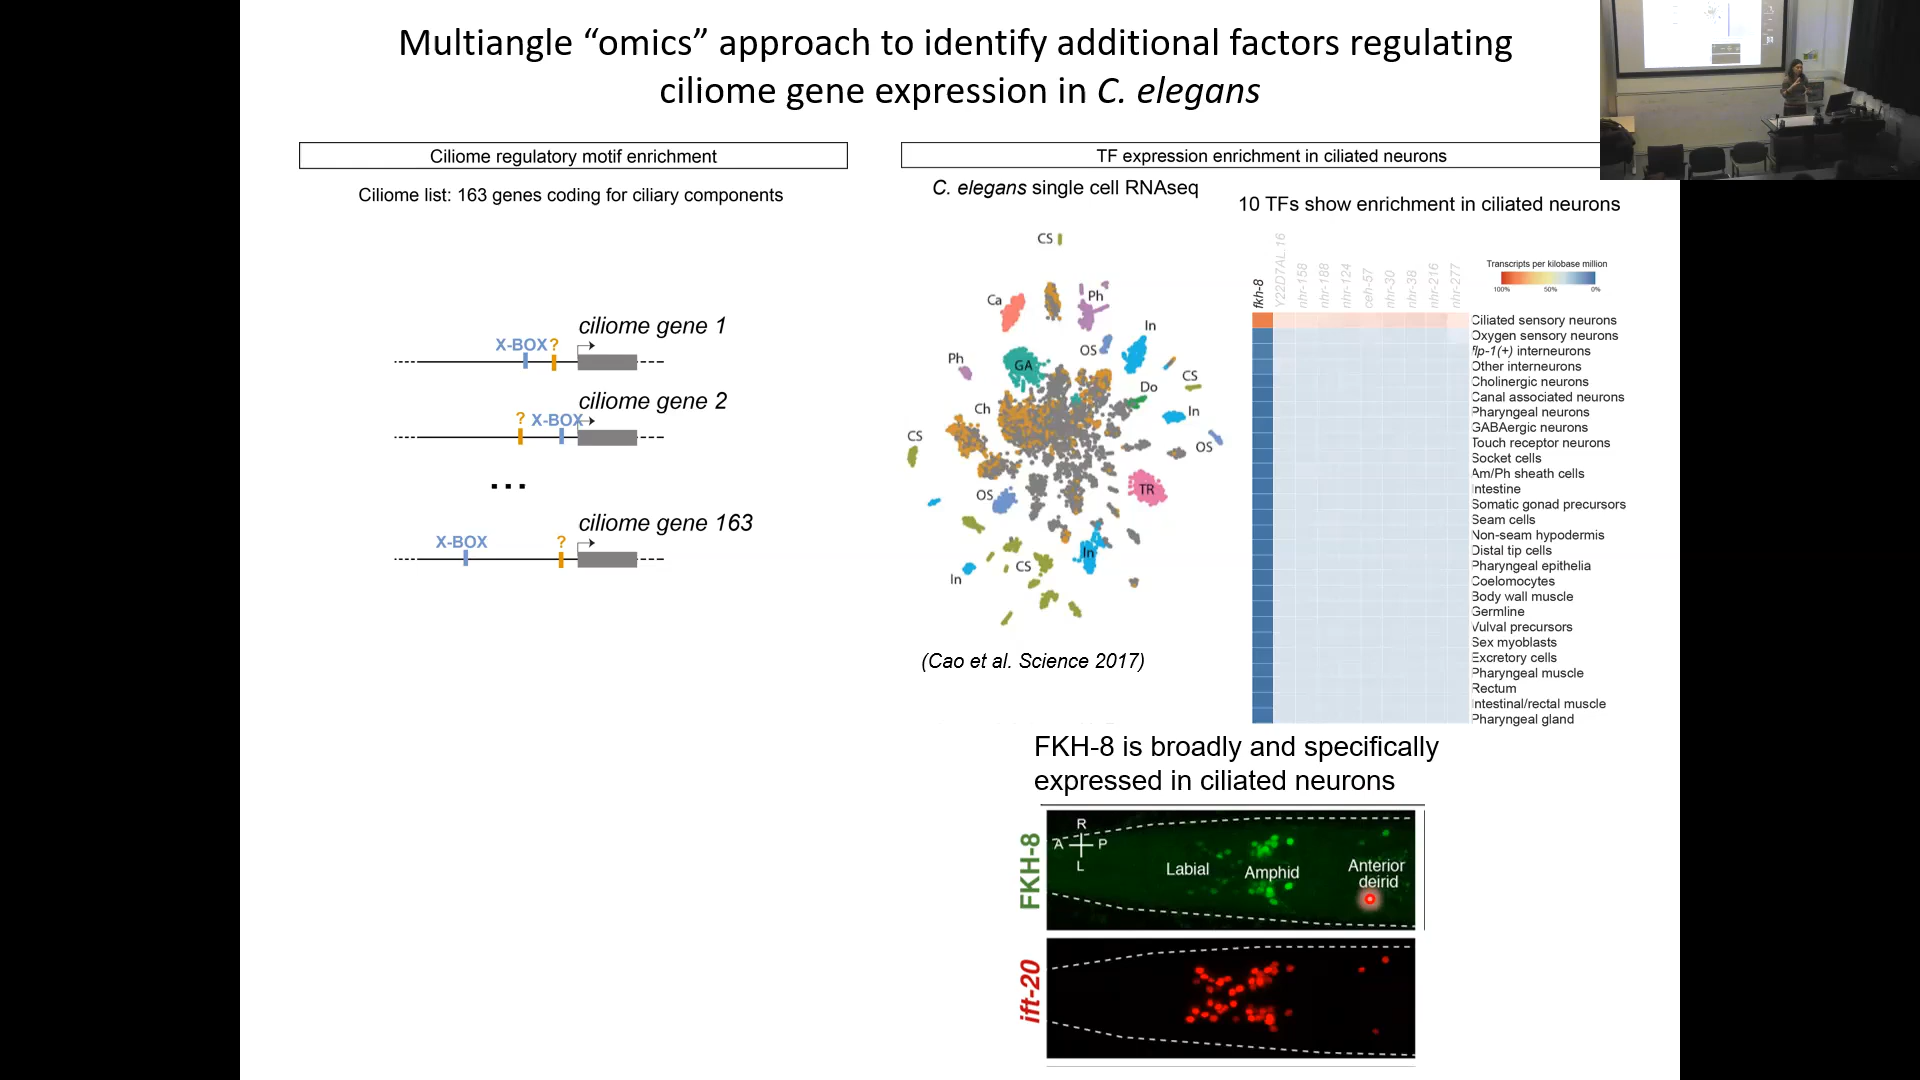 Multiangle “omics” approach to identify additional factors regulating
ciliome gene expression in C. elegans
Ciliome regulatory motif enrichment
Ciliome list: 163 genes coding for ciliary components
ciliome gene 1
X-BOX ?
ciliome gene 2
? X-BOX
...
ciliome gene 163
X-BOX ?
TF expression enrichment in ciliated neurons
C. elegans single cell RNAseq
CS
Ca
Ph
In
OS
Ph
GA
CS
Do
Ch
In
CS
OS
OS
TR
In
CS
In
(Cao et al. Science 2017)
10 TFs show enrichment in ciliated neurons
fkh-8
Y22D7AL.16
nhr-158
nhr-188
nhr-124
ceh-57
nhr-30
nhr-38
nhr-216
nhr-277
Transcripts per kilobase million
100% 50% 0%
Ciliated sensory neurons
Oxygen sensory neurons
flp-1(+) interneurons
Other interneurons
Cholinergic neurons
Canal associated neurons
Pharyngeal neurons
GABAergic neurons
Touch receptor neurons
Socket cells
Am/Ph sheath cells
Intestine
Somatic gonad precursors
Seam cells
Non-seam hypodermis
Distal tip cells
Pharyngeal epithelia
Coelomocytes
Body wall muscle
Germline
Vulval precursors
Sex myoblasts
Excretory cells
Pharyngeal muscle
Rectum
Intestinal/rectal muscle
Pharyngeal gland
FKH-8 is broadly and specifically
expressed in ciliated neurons
FKH-8
R
A P
L
Labial
Amphid
Anterior
deirid
ift-20